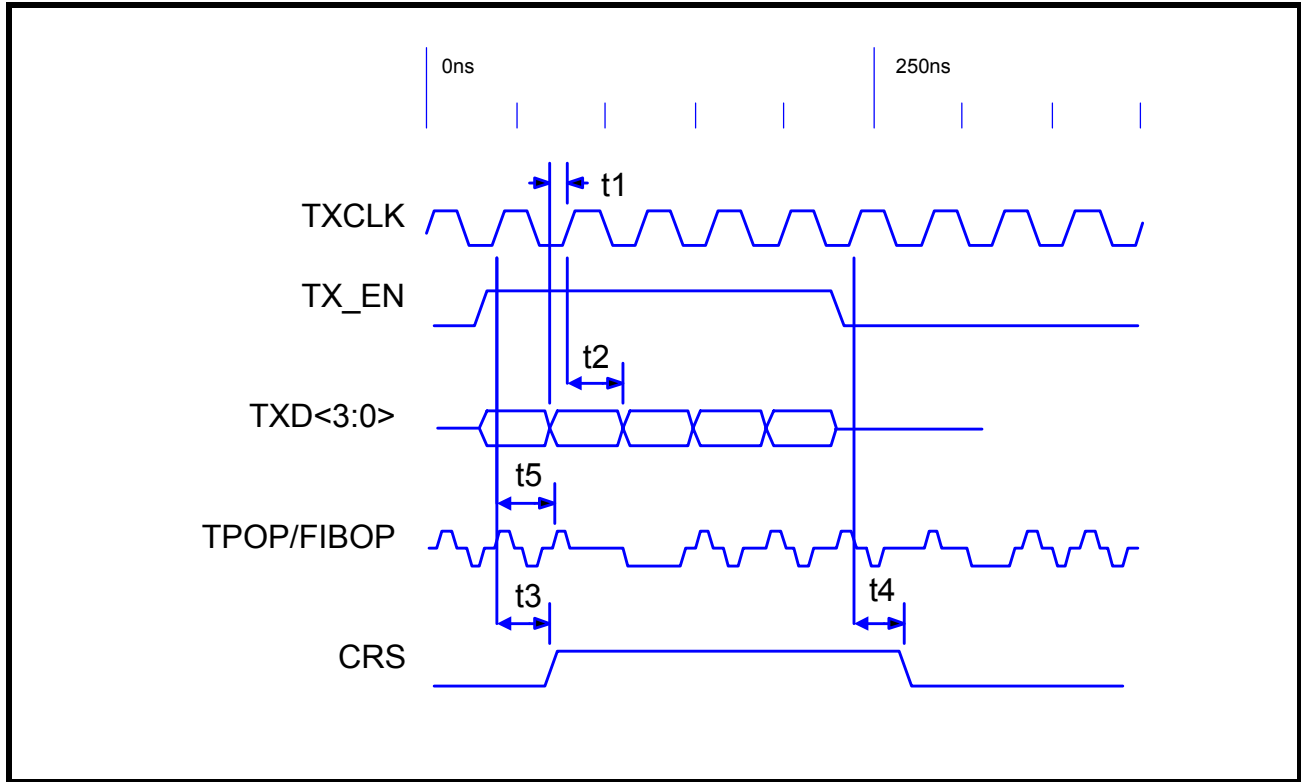 0ns
250ns
t1
TXCLK
TX_EN
t2
TXD<3:0>
t5
TPOP/FIBOP
t3
t4
CRS